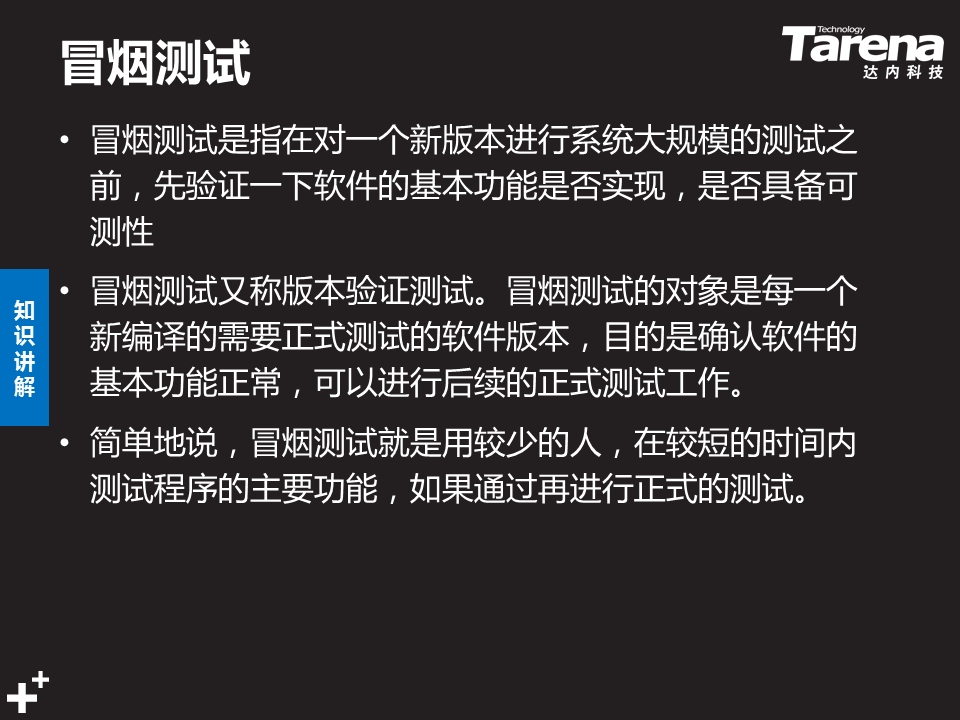 冒烟测试
Technology
Tarena
达内科技
• 冒烟测试是指在对一个新版本进行系统大规模的测试之
前，先验证一下软件的基本功能是否实现，是否具备可
测性
• 冒烟测试又称版本验证测试。冒烟测试的对象是每一个
新编译的需要正式测试的软件版本，目的是确认软件的
基本功能正常，可以进行后续的正式测试工作。
• 简单地说，冒烟测试就是用较少的人，在较短的时间内
测试程序的主要功能，如果通过再进行正式的测试。
知
识
讲
解